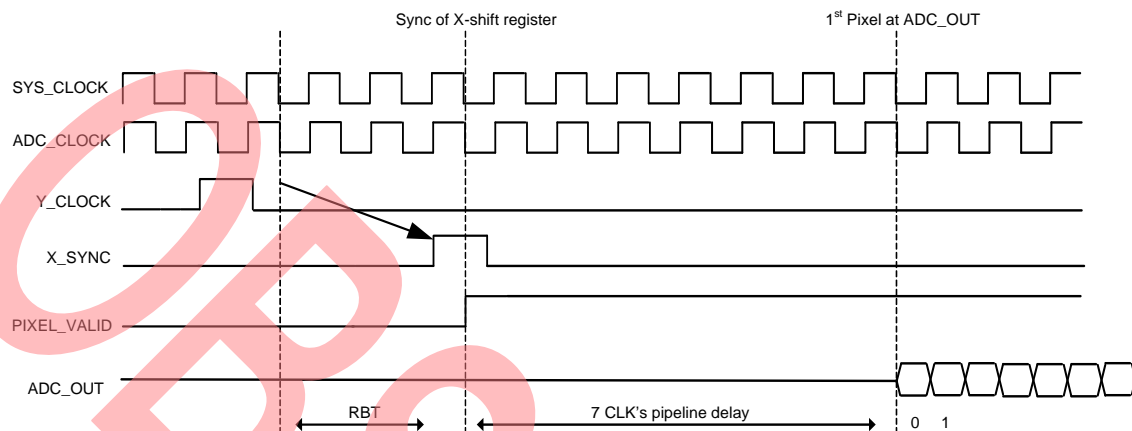 Sync of X-shift register
1st Pixel at ADC_OUT
SYS_CLOCK
ADC_CLOCK
Y_CLOCK
X_SYNC
PIXEL_VALID
ADC_OUT
RBT
7 CLK's pipeline delay
0 1